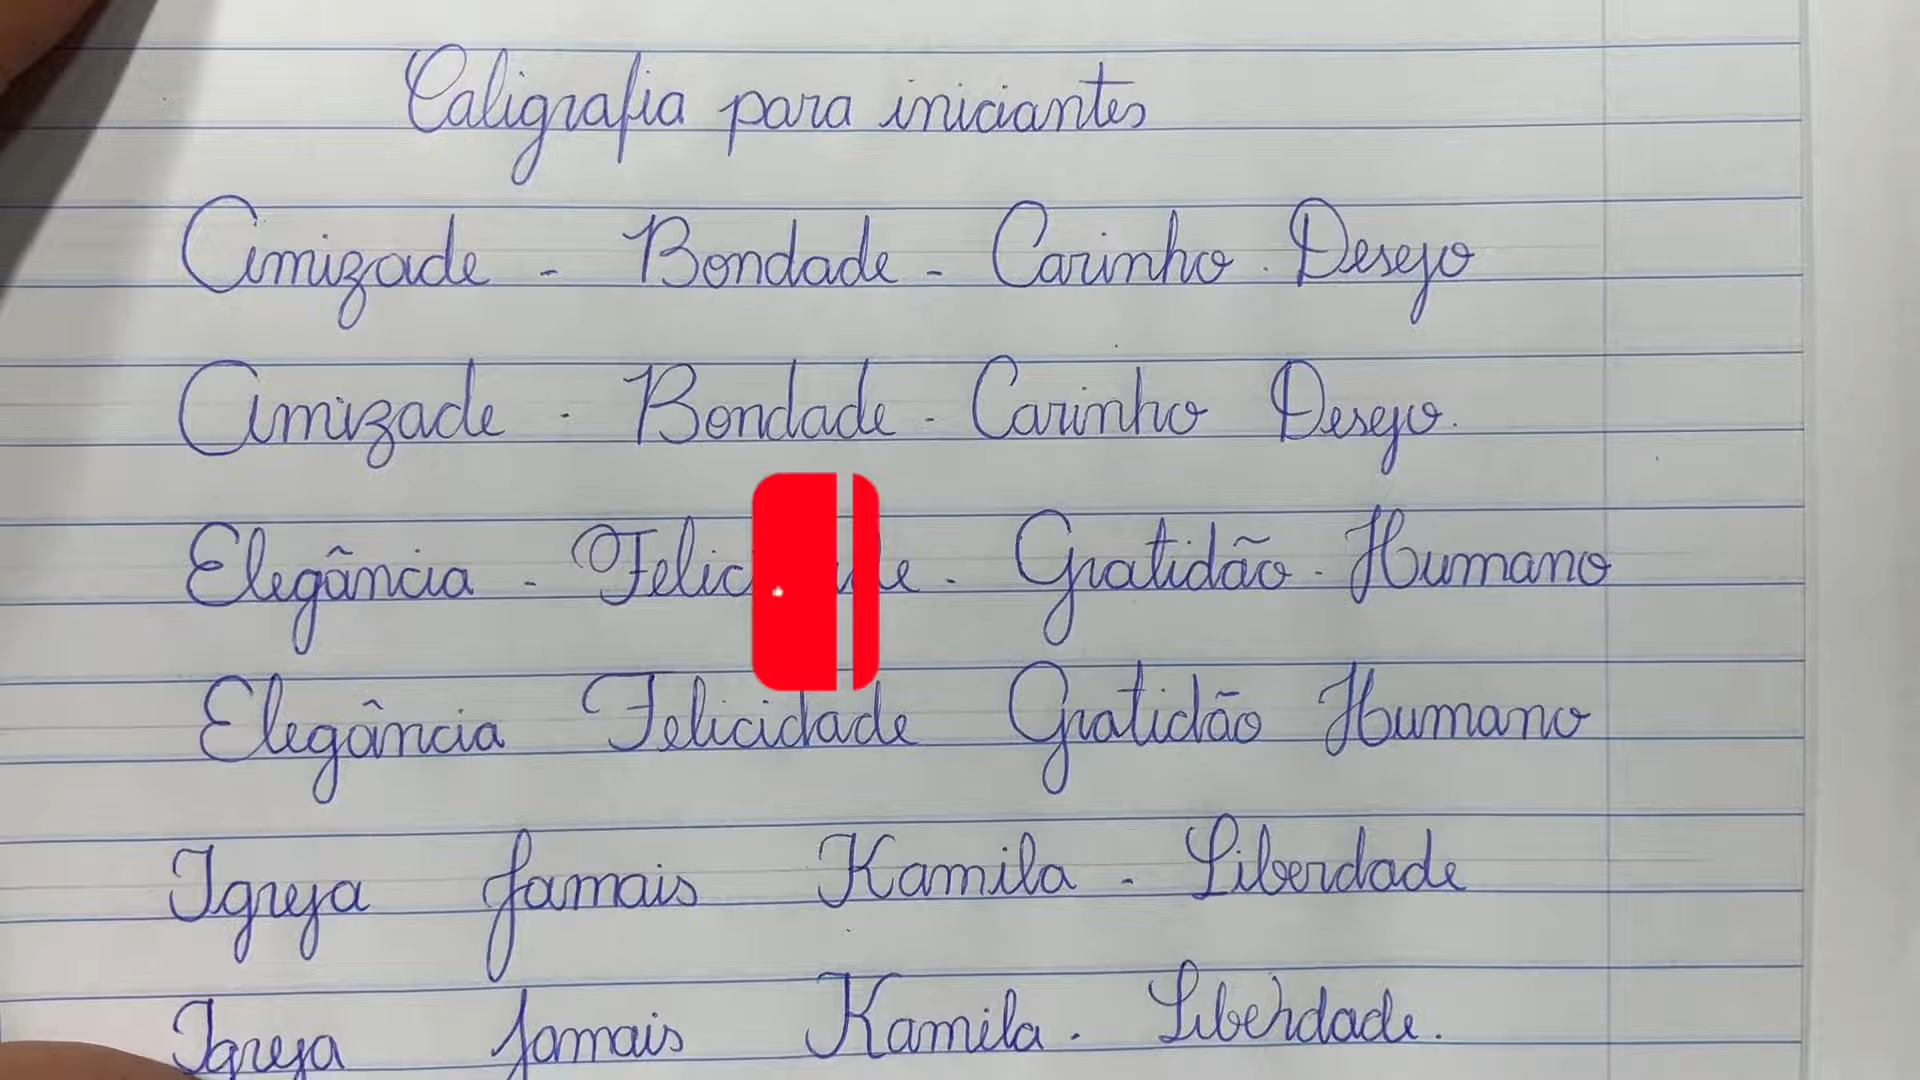 Caligrafia para iniciantes
Amizade - Bondade - Carinho - Desejo
Amizade - Bondade - Carinho Desejo.
Elegância - - Gratidão - Humano
Elegância Felicidade Gratidão Humano
Igreja Jamais Kamila - Liberdade
Igreja Jamais Kamila - Liberdade.